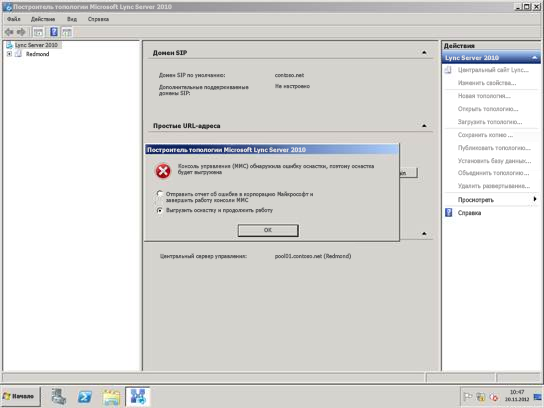 Построитель топологии Microsoft Lync Server 2010
Файл Действие Вид Справка
Lync Server 2010
Redmond
Домен SIP
Домен SIP по умолчанию: contoso.net
Дополнительные поддерживаемые домены SIP: Не настроено
Простые URL-адреса
Построитель топологии Microsoft Lync Server 2010
Консоль управления (MMC) обнаружила ошибку оснастки, поэтому оснастка
будет выгружена
Отправить отчет об ошибке в корпорацию Майкрософт и
завершить работу консоли MMC
Выгрузить оснастку и продолжить работу
OK
Центральный сервер управления: pool01.contoso.net (Redmond)
Действия
Lync Server 2010
Центральный сайт Lync...
Изменить свойства...
Новая топология...
Открыть топологию...
Загрузить топологию...
Сохранить копию ...
Публиковать топологию...
Установить базу данных...
Объединить топологию...
Удалить развертывание...
Просмотреть
Справка
Начало
10:47
20.11.2012